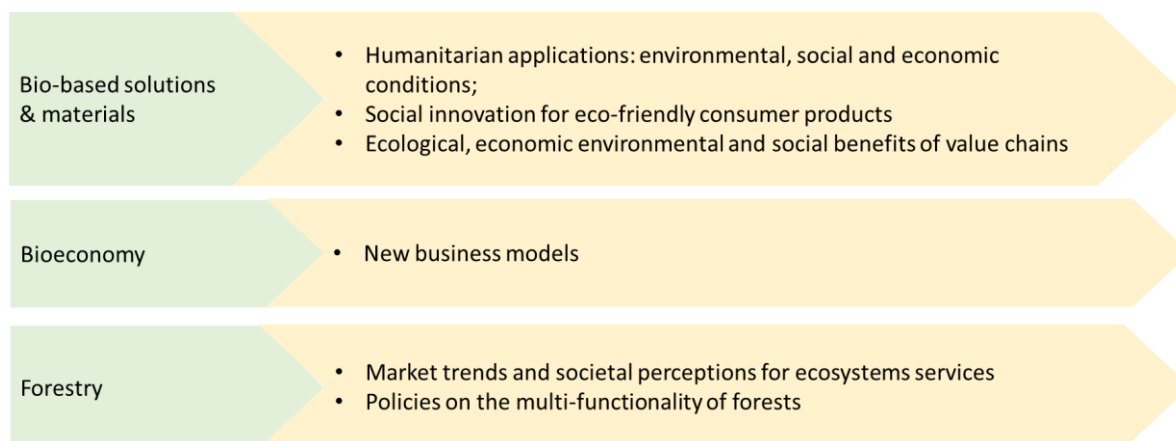 Bio-based solutions
& materials
• Humanitarian applications: environmental, social and economic
conditions;
• Social innovation for eco-friendly consumer products
• Ecological, economic environmental and social benefits of value chains
Bioeconomy
• New business models
Forestry
• Market trends and societal perceptions for ecosystems services
• Policies on the multi-functionality of forests